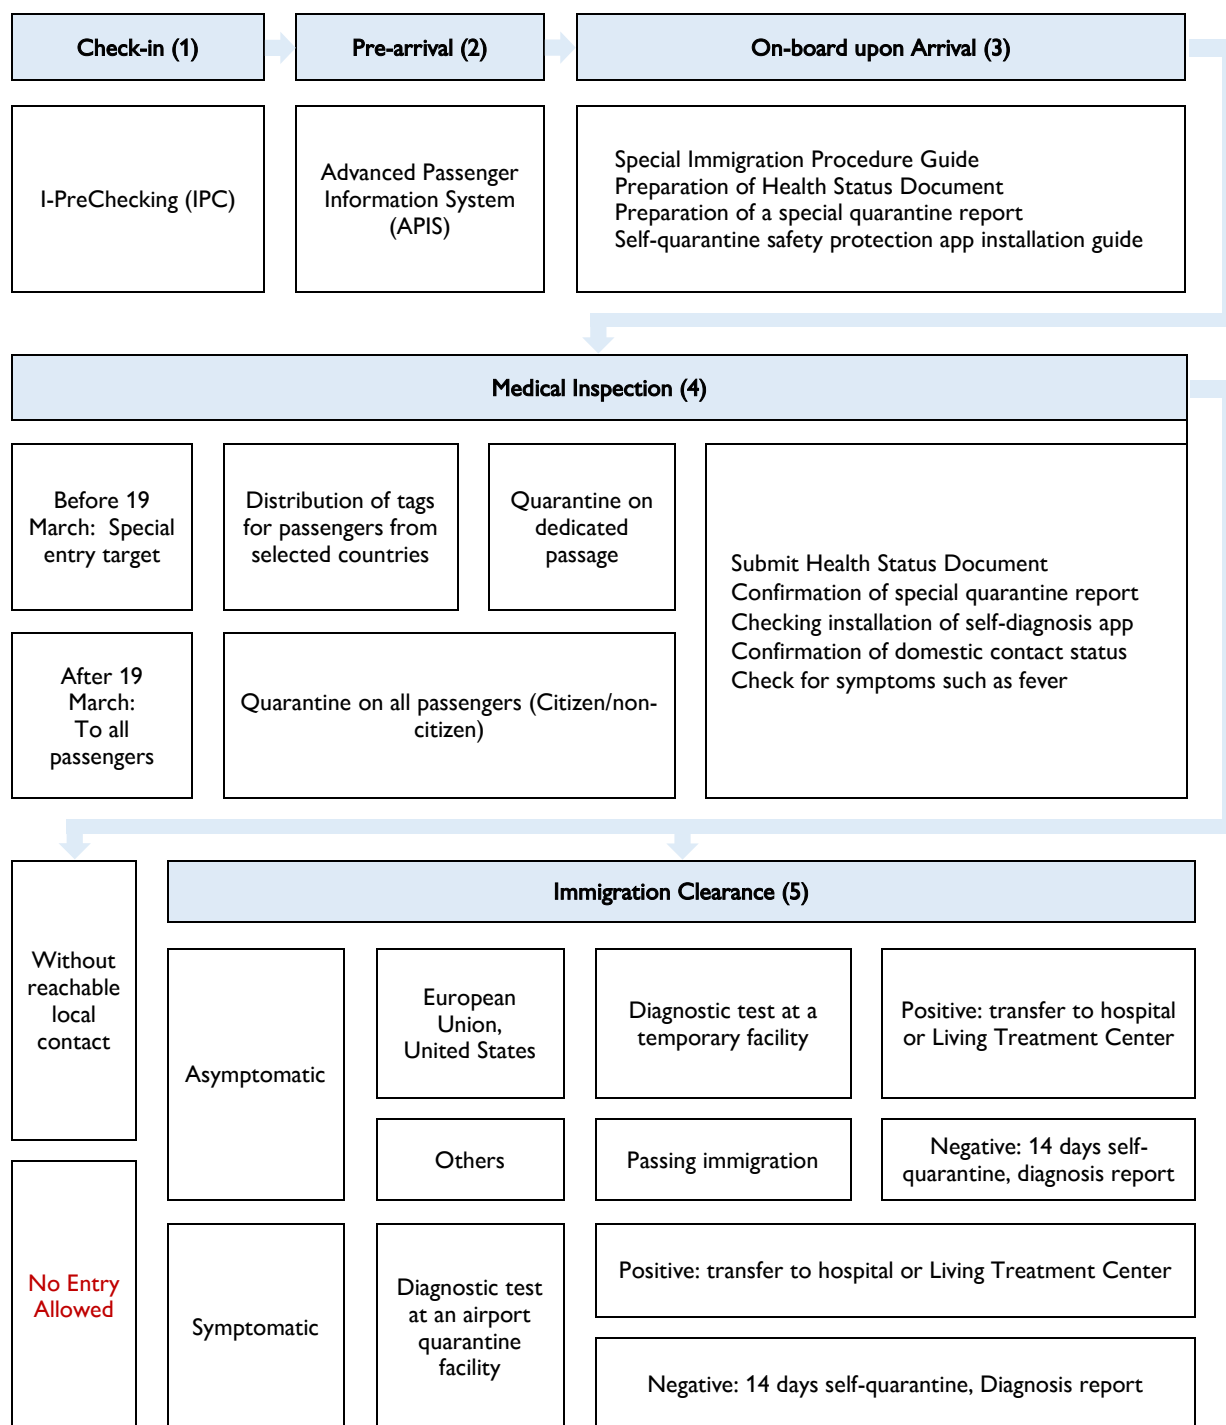 Check-in (1)
Pre-arrival (2)
On-board upon Arrival (3)
I-PreChecking (IPC)
Advanced Passenger
Information System
(APIS)
Special Immigration Procedure Guide
Preparation of Health Status Document
Preparation of a special quarantine report
Self-quarantine safety protection app installation guide
Medical Inspection (4)
Before 19
March: Special
entry target
Distribution of tags
for passengers from
selected countries
Quarantine on
dedicated
passage
Submit Health Status Document
Confirmation of special quarantine report
Checking installation of self-diagnosis app
Confirmation of domestic contact status
Check for symptoms such as fever
After 19
March:
To all
passengers
Quarantine on all passengers (Citizen/non-
citizen)
Without
reachable
local
contact
No Entry
Allowed
Immigration Clearance (5)
Asymptomatic
European
Union,
United States
Diagnostic test at a
temporary facility
Positive: transfer to hospital
or Living Treatment Center
Others
Passing immigration
Negative: 14 days self-
quarantine, diagnosis report
Symptomatic
Diagnostic test
at an airport
quarantine
facility
Positive: transfer to hospital or Living Treatment Center
Negative: 14 days self-quarantine, Diagnosis report